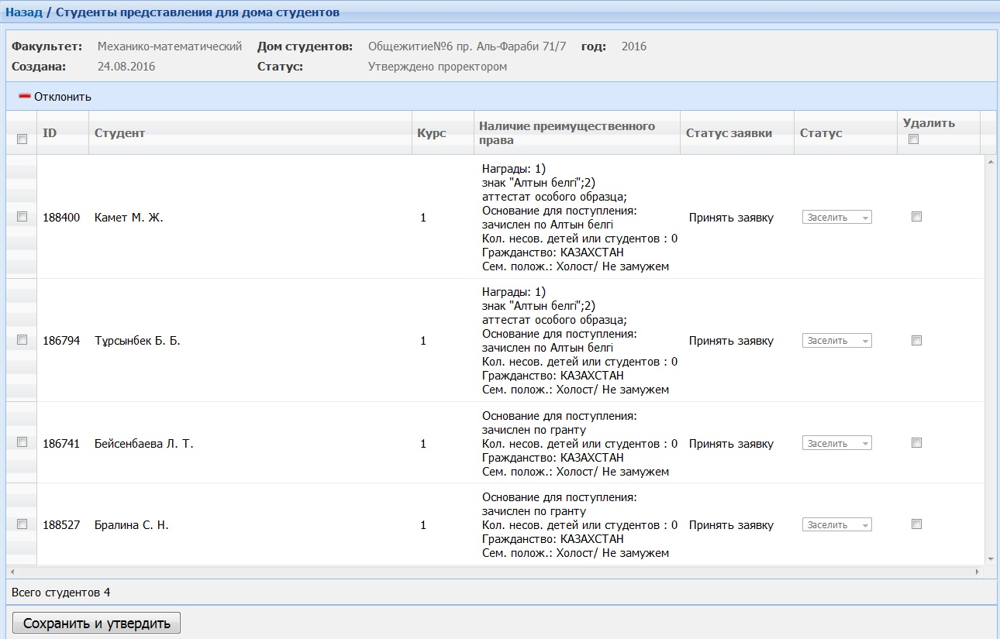 Назад / Студенты представления для дома студентов
Факультет: Механико-математический Дом студентов: Общежитие№6 пр. Аль-Фараби 71/7 год: 2016
Создана: 24.08.2016 Статус: Утверждено проректором
Отклонить
ID Студент Курс Наличие преимущественного права Статус заявки Статус Удалить
188400 Камет М. Ж. 1
Награды: 1)
знак "Алтын белгі";2)
аттестат особого образца;
Основание для поступления:
зачислен по Алтын белгі
Кол. несов. детей или студентов : 0
Гражданство: КАЗАХСТАН
Сем. полож.: Холост/ Не замужем
Принять заявку Заселить
186794 Тұрсынбек Б. Б. 1
Награды: 1)
знак "Алтын белгі";2)
аттестат особого образца;
Основание для поступления:
зачислен по Алтын белгі
Кол. несов. детей или студентов : 0
Гражданство: КАЗАХСТАН
Сем. полож.: Холост/ Не замужем
Принять заявку Заселить
186741 Бейсенбаева Л. Т. 1
Основание для поступления:
зачислен по гранту
Кол. несов. детей или студентов : 0
Гражданство: КАЗАХСТАН
Сем. полож.: Холост/ Не замужем
Принять заявку Заселить
188527 Бралина С. Н. 1
Основание для поступления:
зачислен по гранту
Кол. несов. детей или студентов : 0
Гражданство: КАЗАХСТАН
Сем. полож.: Холост/ Не замужем
Принять заявку Заселить
Всего студентов 4
Сохранить и утвердить